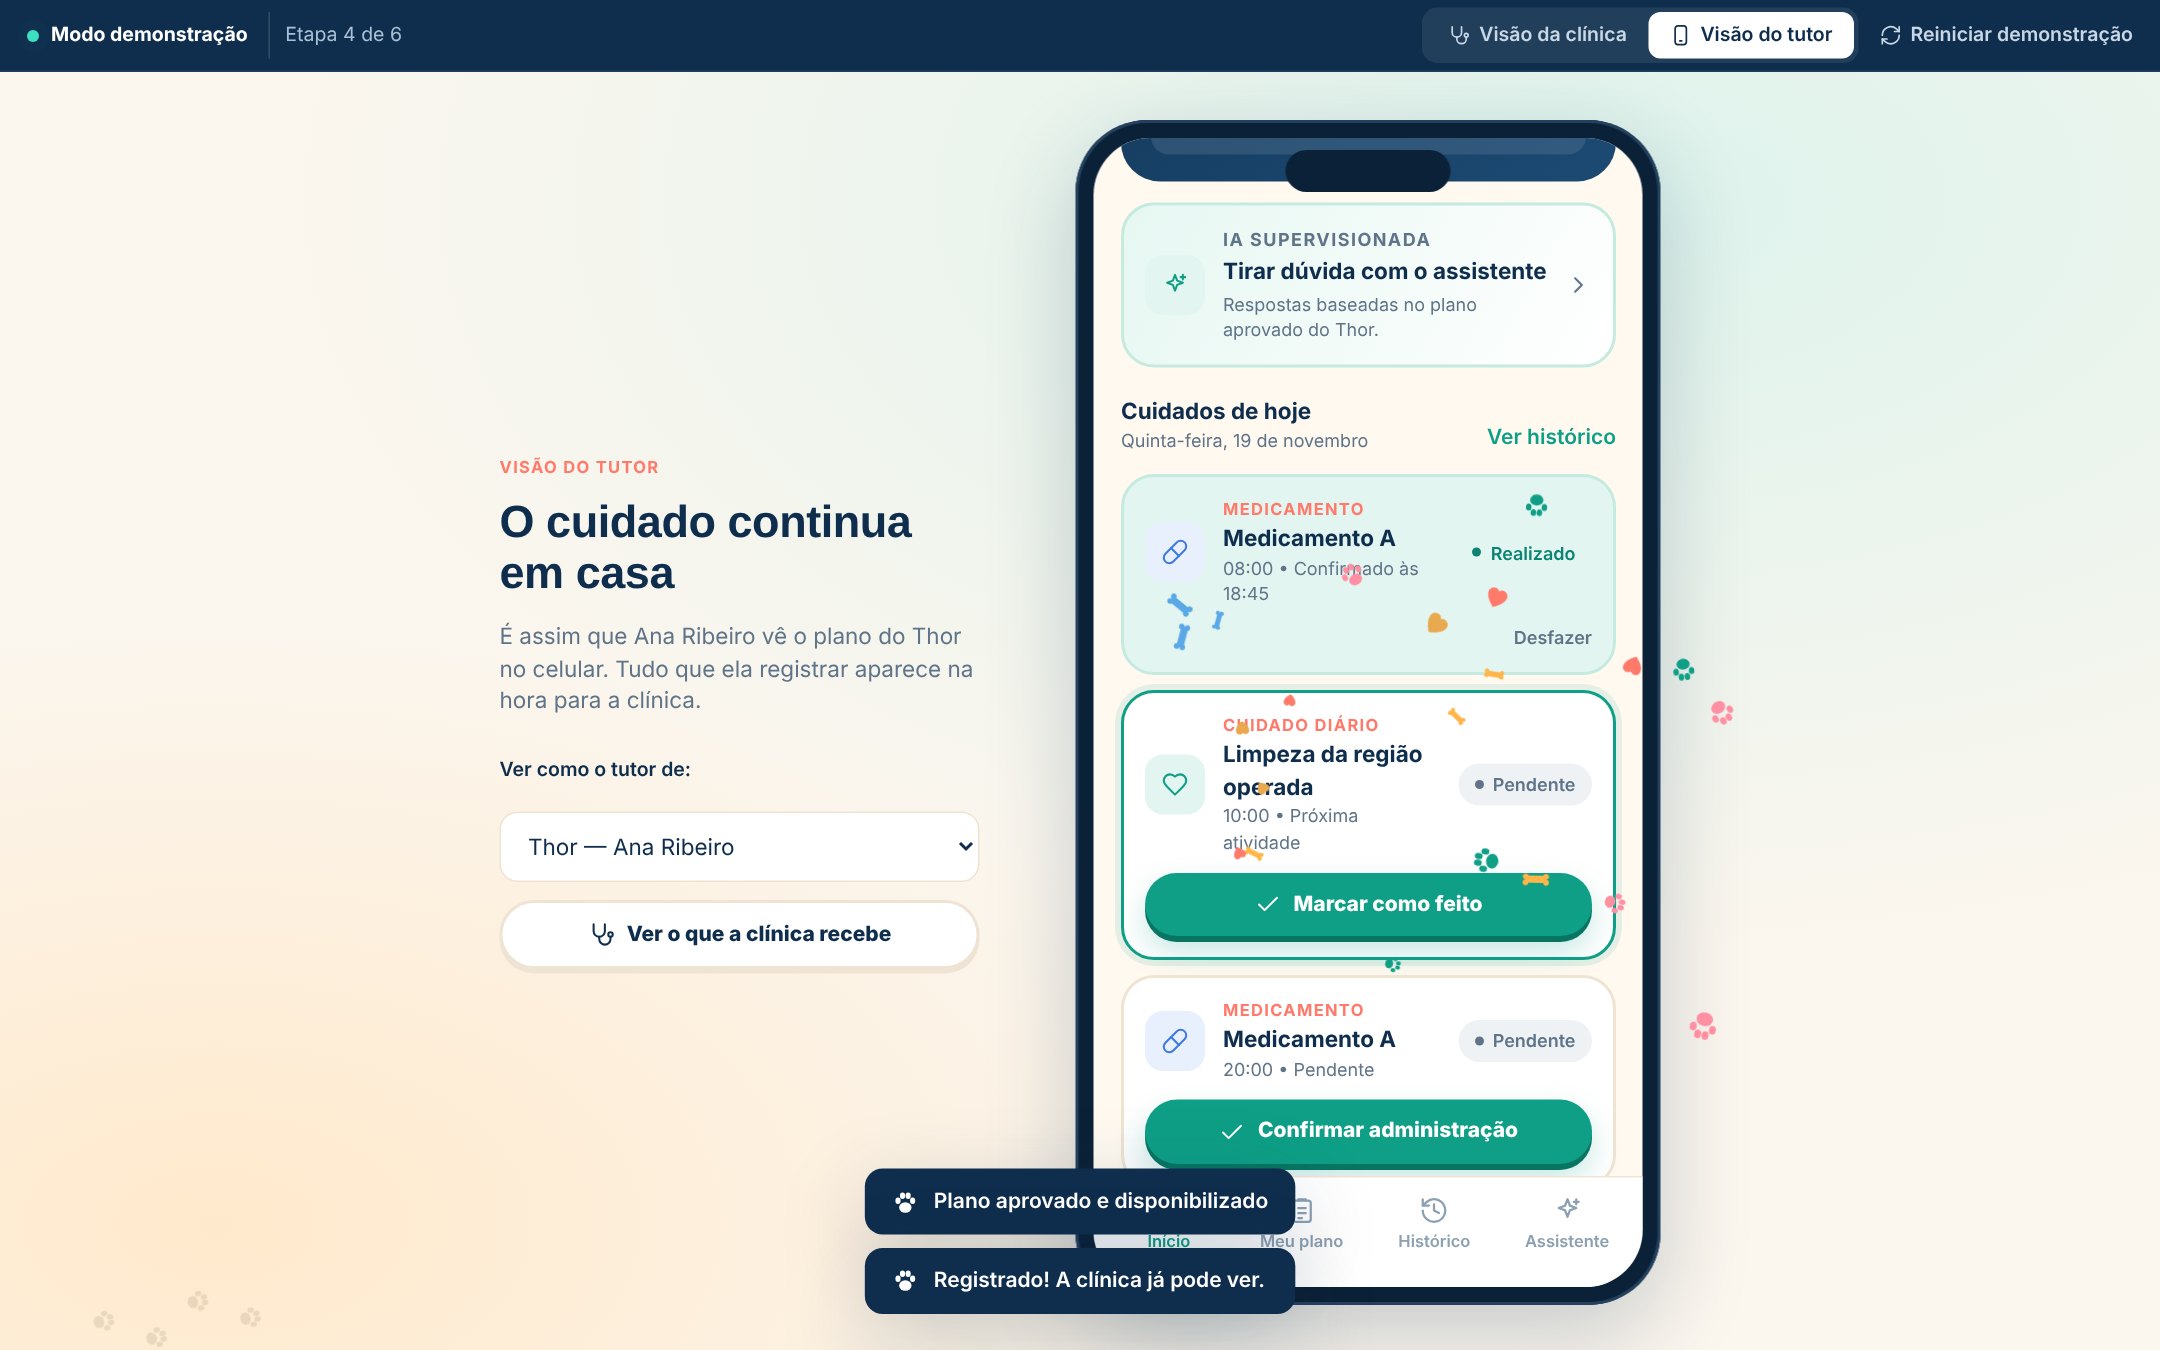 Modo demonstração
Etapa 4 de 6
Visão da clínica
Visão do tutor
Reiniciar demonstração
VISÃO DO TUTOR
O cuidado continua
em casa
É assim que Ana Ribeiro vê o plano do Thor
no celular. Tudo que ela registrar aparece na
hora para a clínica.
Ver como o tutor de:
Thor — Ana Ribeiro
Ver o que a clínica recebe
IA SUPERVISIONADA
Tirar dúvida com o assistente
Respostas baseadas no plano
aprovado do Thor.
Cuidados de hoje
Quinta-feira, 19 de novembro
Ver histórico
MEDICAMENTO
Medicamento A
08:00 • Confirmado às
18:45
Realizado
Desfazer
CUIDADO DIÁRIO
Limpeza da região
operada
10:00 • Próxima
atividade
Pendente
Marcar como feito
MEDICAMENTO
Medicamento A
20:00 • Pendente
Pendente
Confirmar administração
Início
Meu plano
Histórico
Assistente
Plano aprovado e disponibilizado
Registrado! A clínica já pode ver.